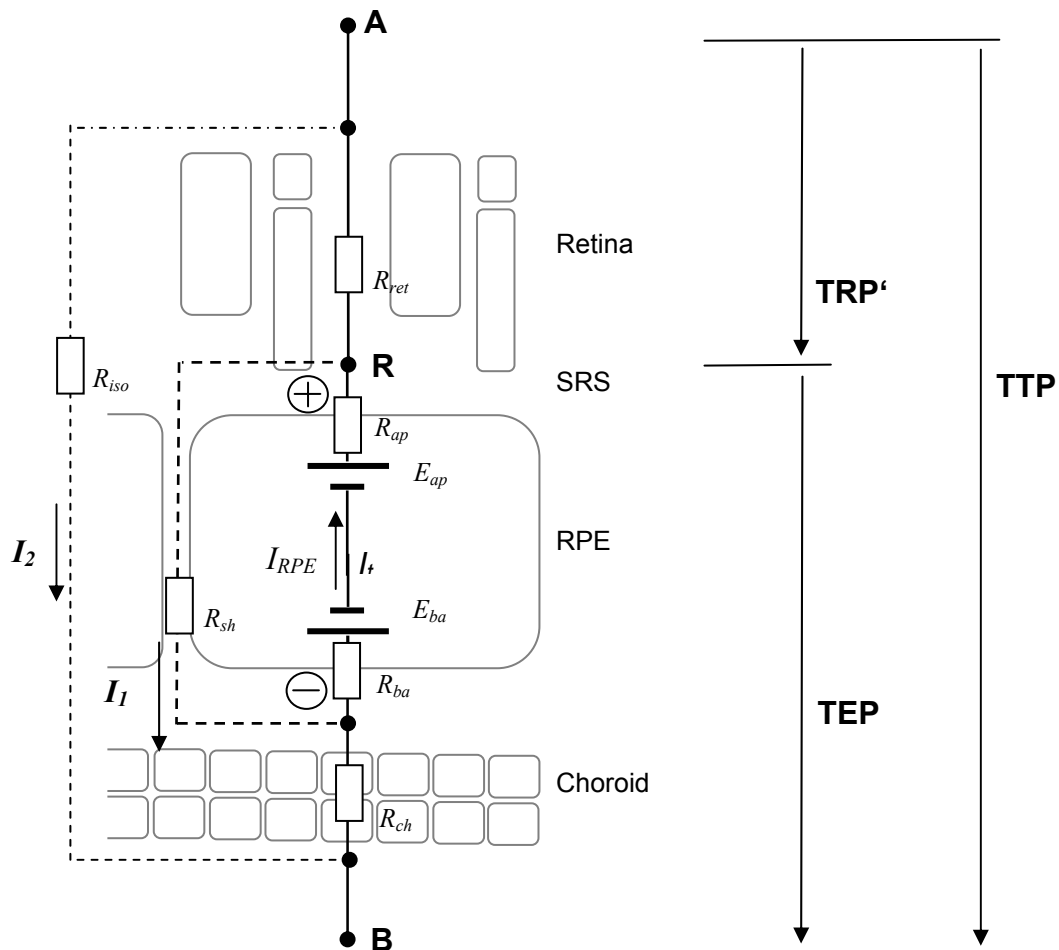 A
Retina
R_ret
TRP‘
R
SRS
TTP
R_iso
+
R_ap
E_ap
RPE
I_2
I_RPE
I_t
E_ba
R_sh
I_1
−
R_ba
TEP
Choroid
R_ch
B